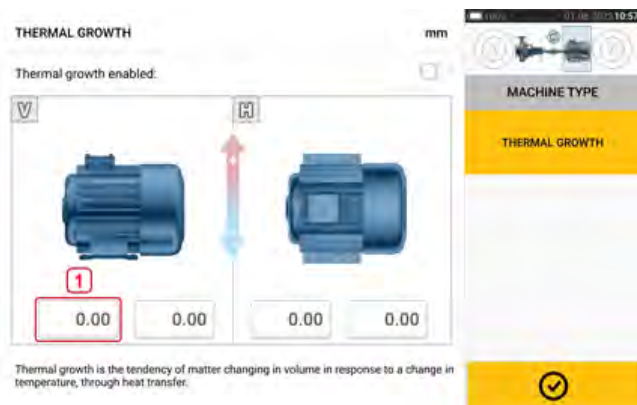 THERMAL GROWTH
mm
Thermal growth enabled:
V
H
1
0.00
0.00
0.00
0.00
Thermal growth is the tendency of matter changing in volume in response to a change in
temperature, through heat transfer.
10:57
MACHINE TYPE
THERMAL GROWTH